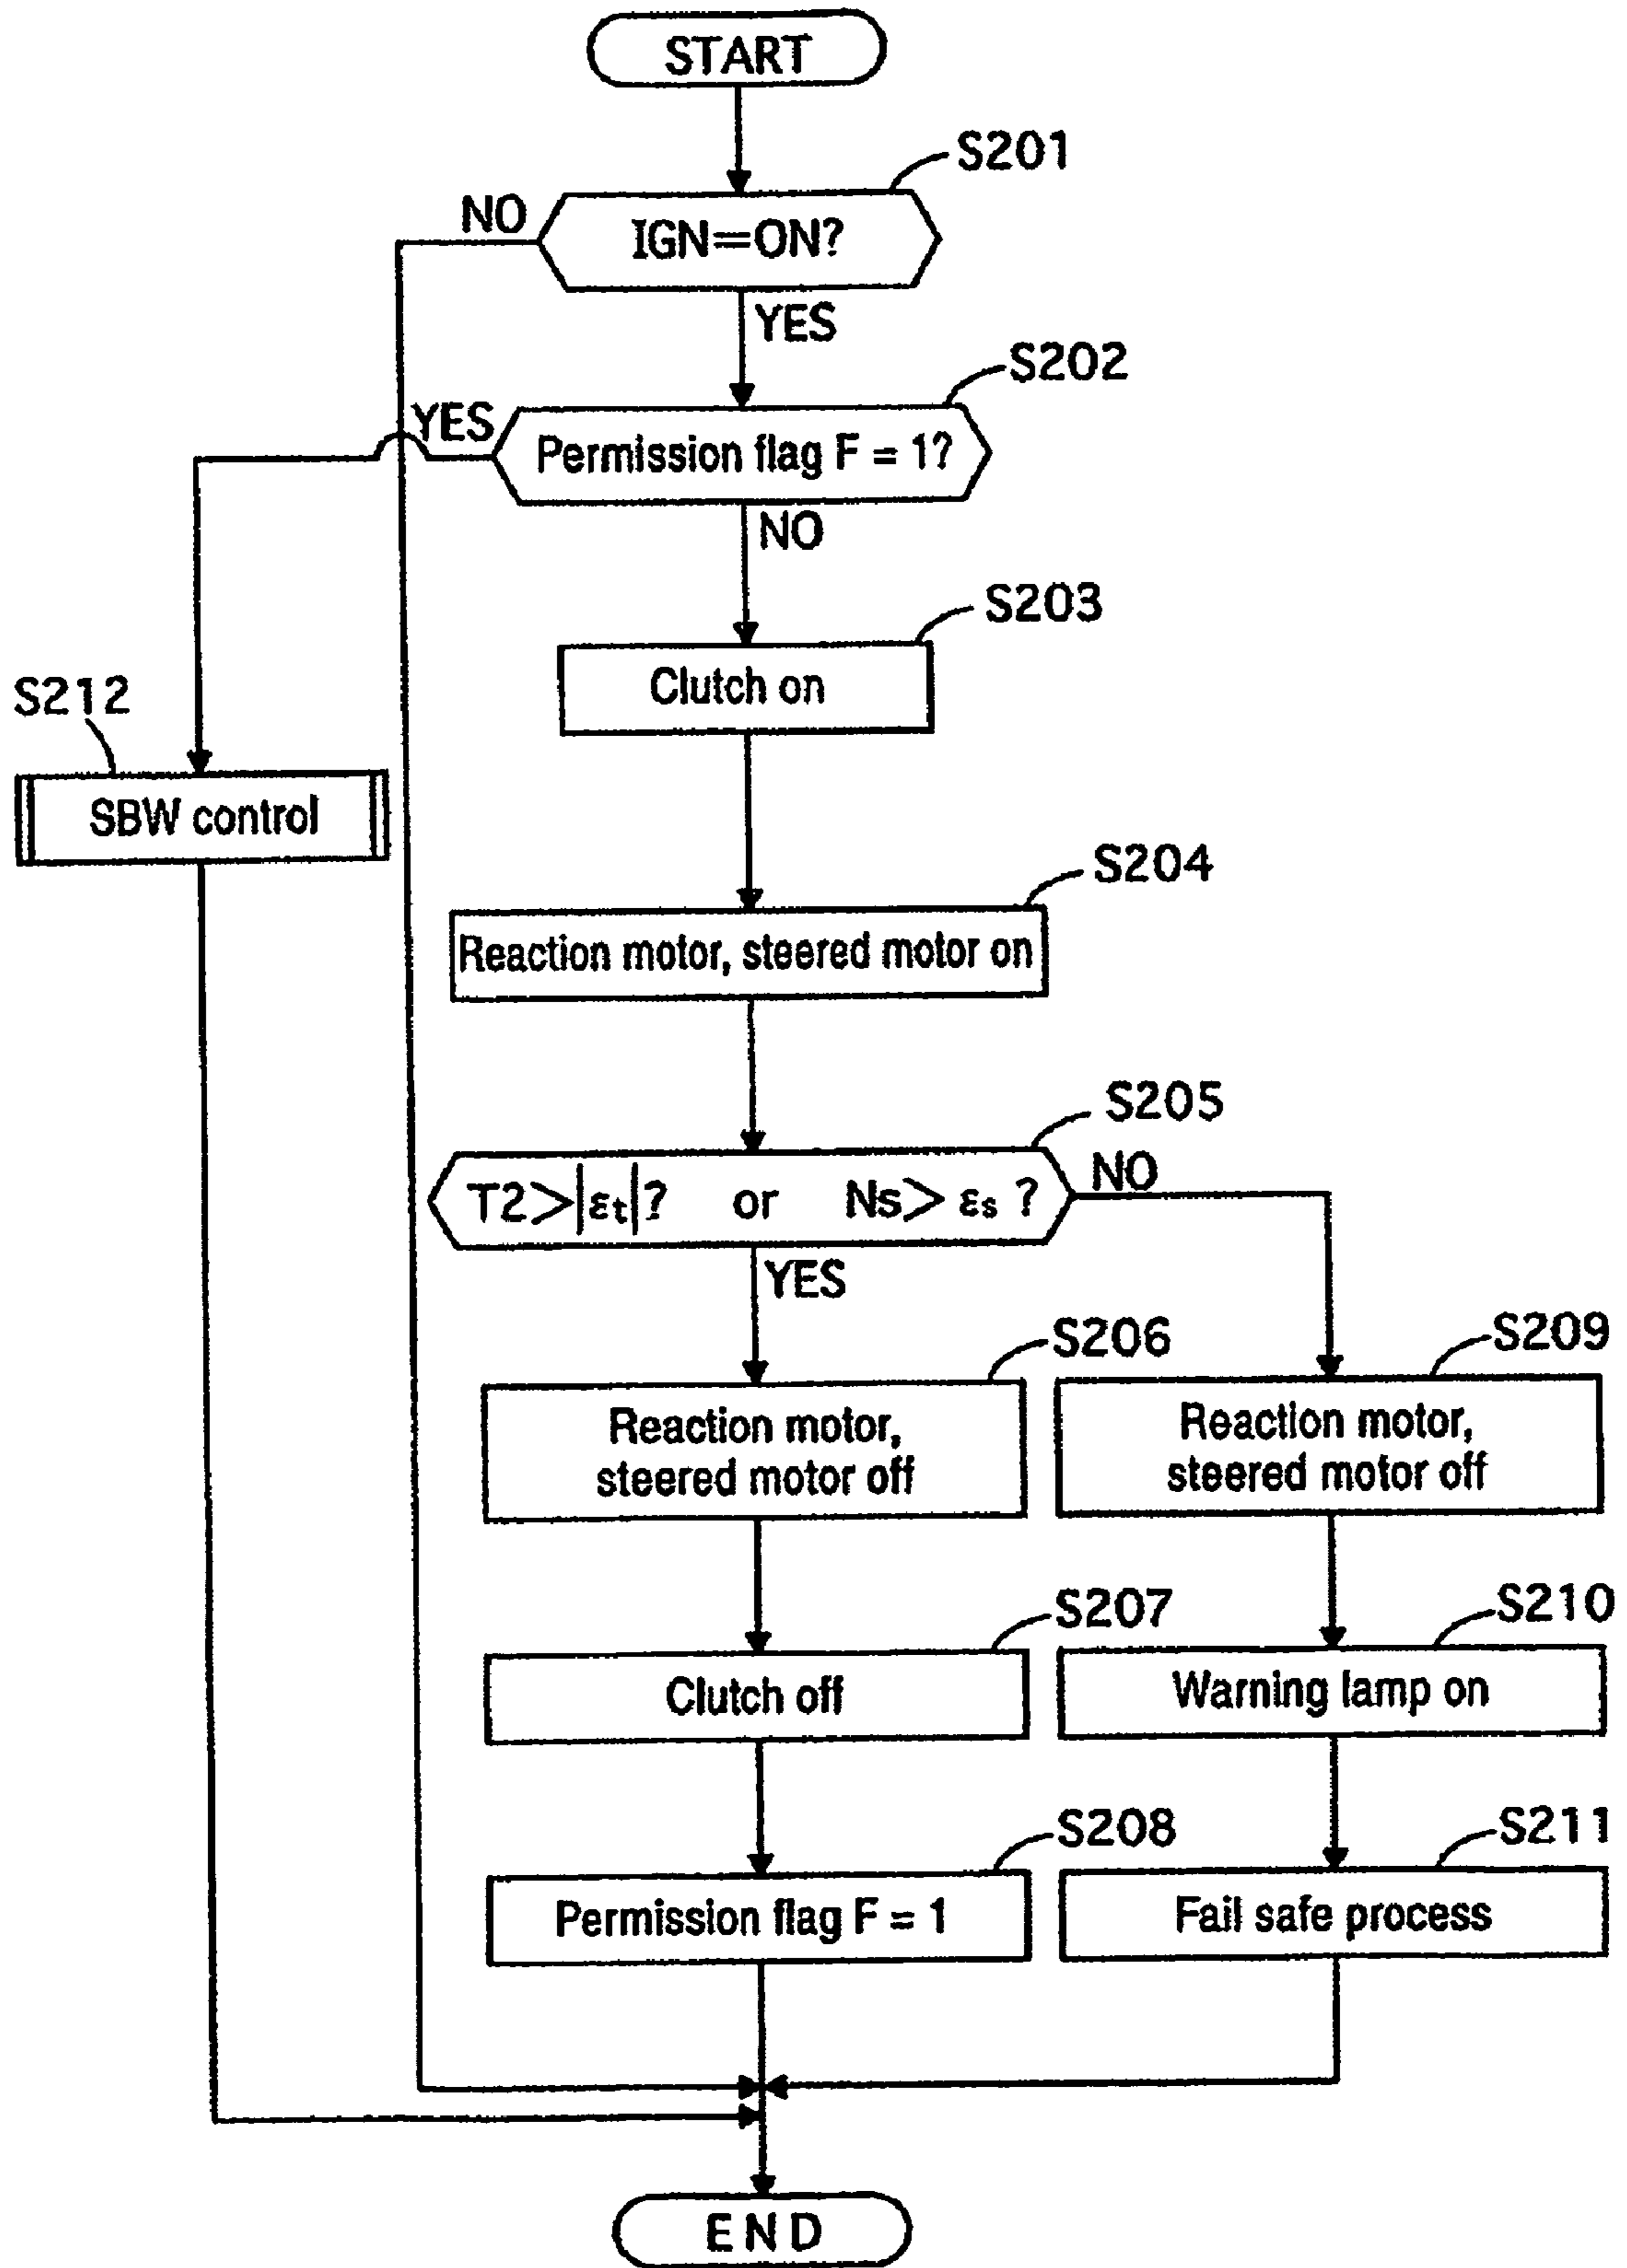 START
S201
NO
IGN=ON?
YES
S202
YES
Permission flag F = 1?
NO
S203
Clutch on
S212
SBW control
S204
Reaction motor, steered motor on
S205
T2>|εt|? or Ns> εs ?
NO
YES
S206
S209
Reaction motor,
steered motor off
Reaction motor,
steered motor off
S207
S210
Clutch off
Warning lamp on
S208
S211
Permission flag F = 1
Fail safe process
END